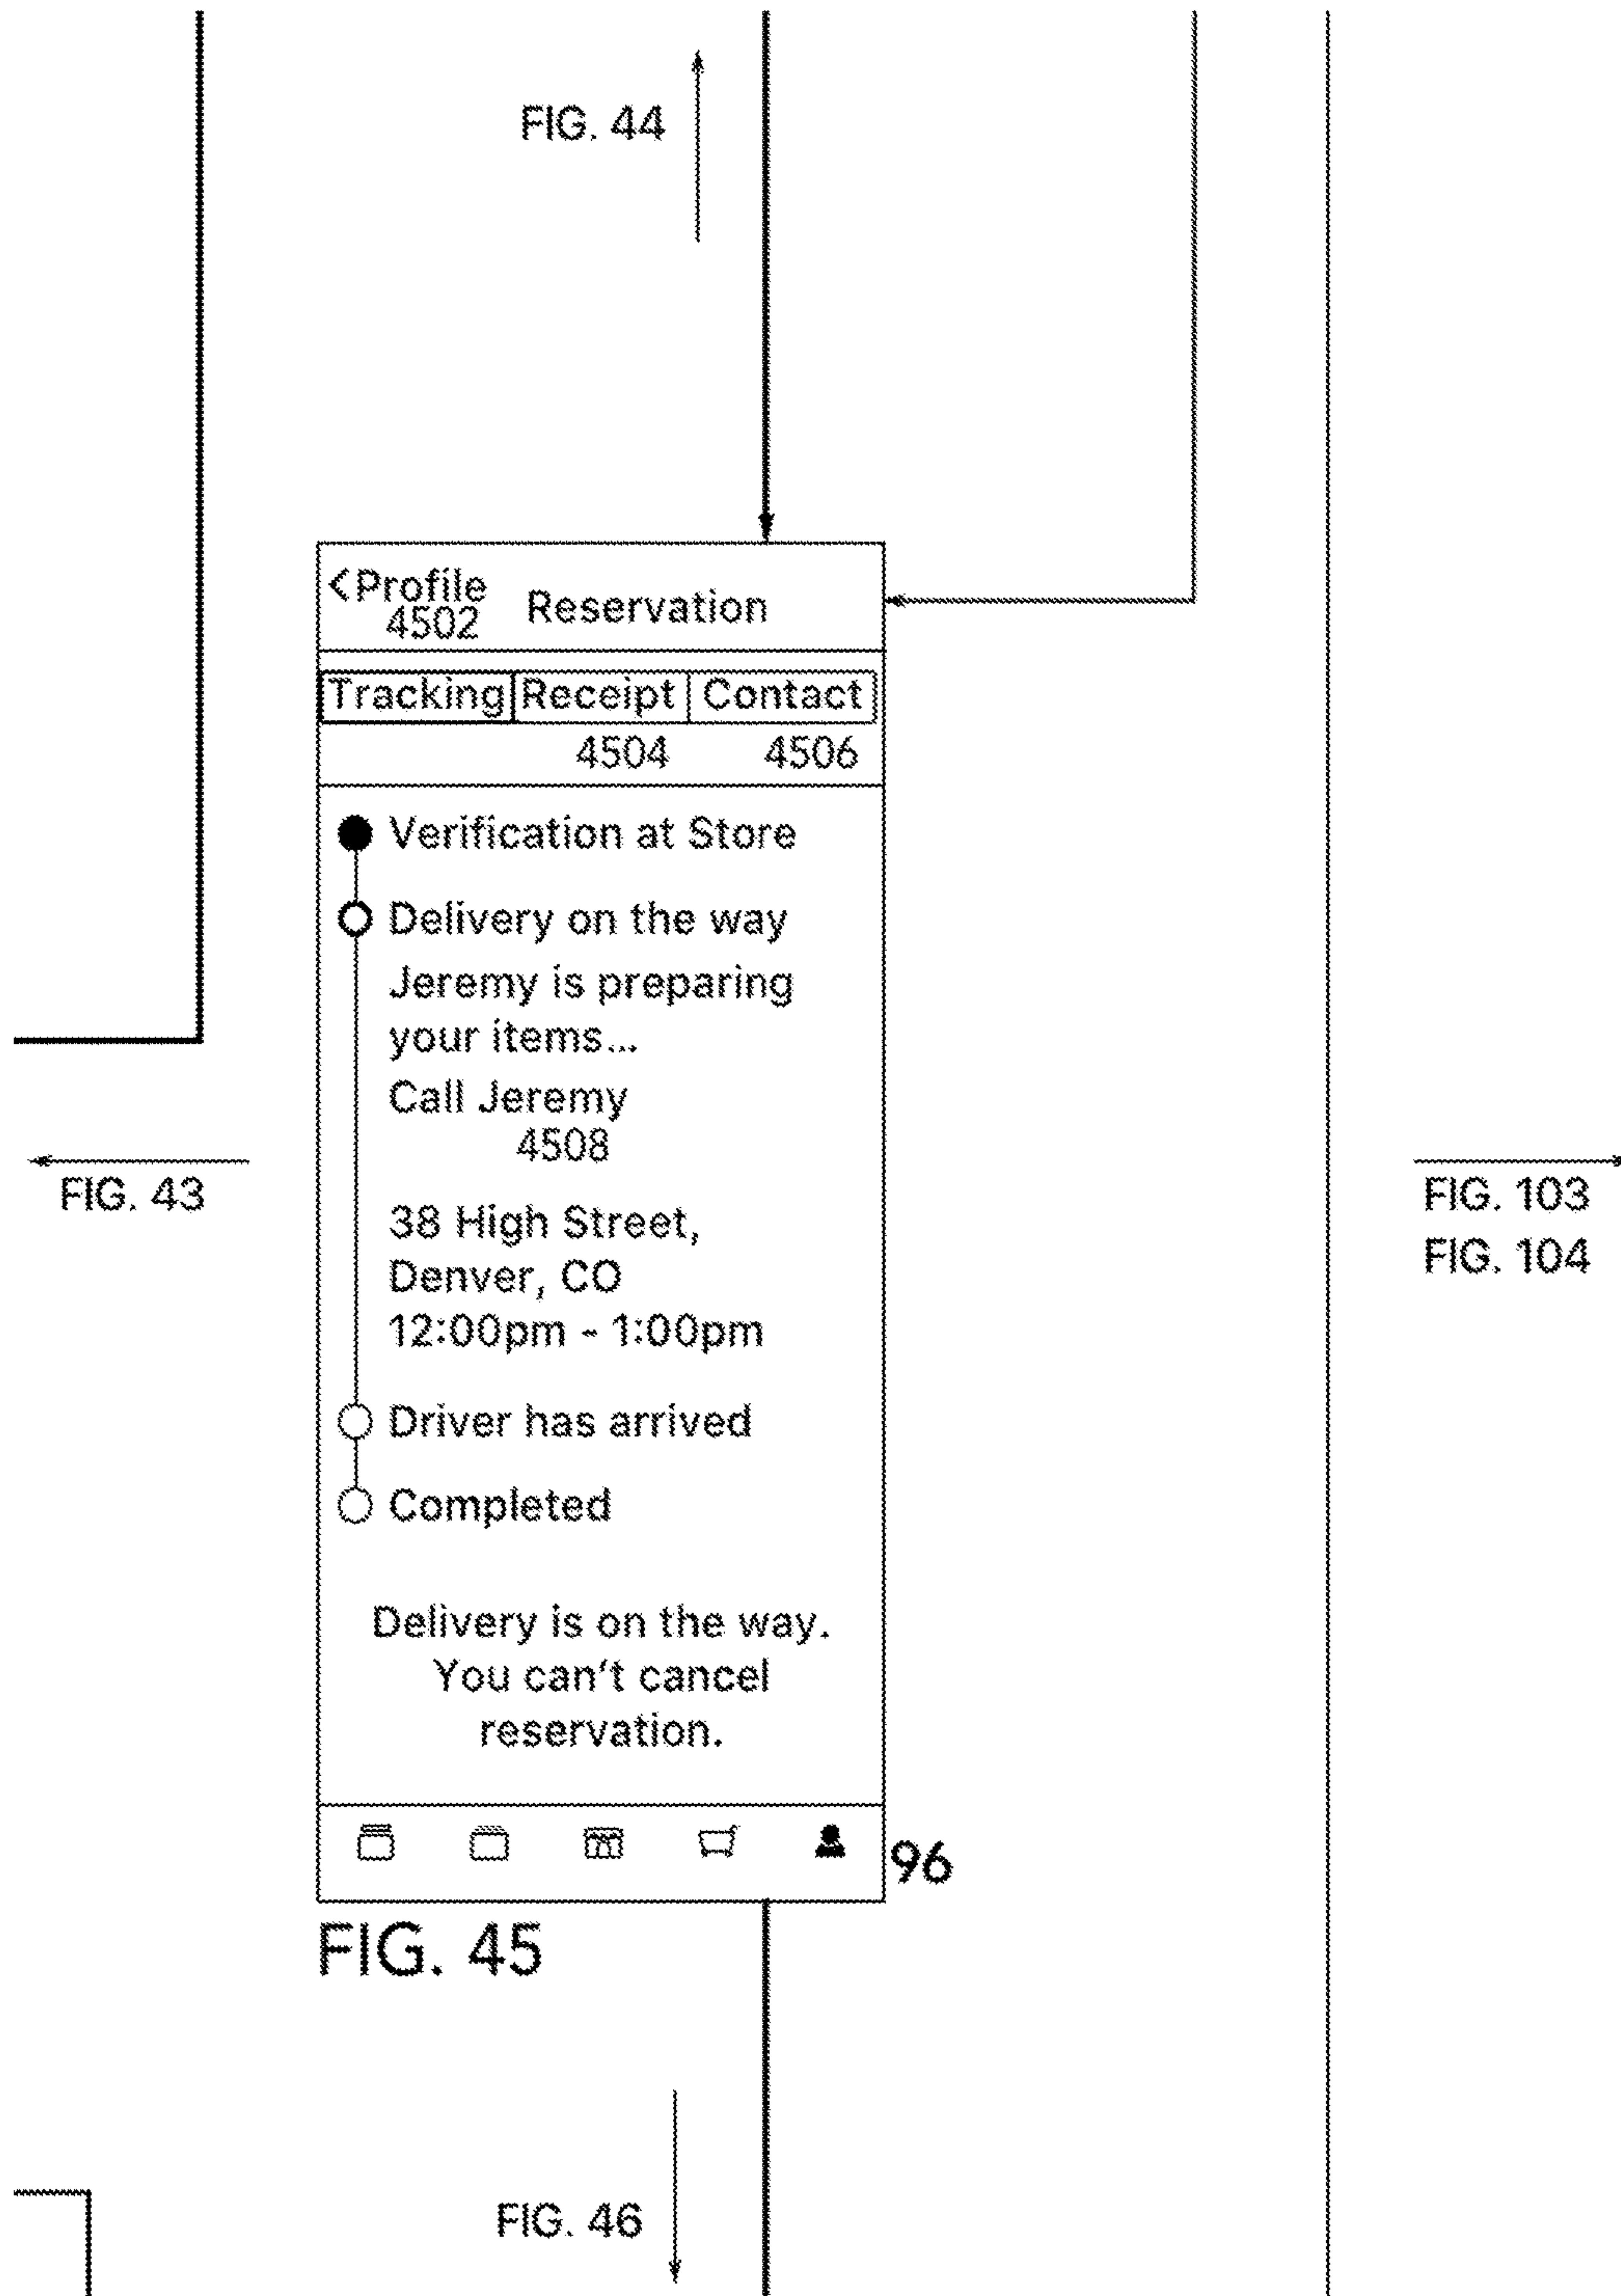 FIG. 44
< Profile
4502
Reservation
Tracking
Receipt
Contact
4504
4506
Verification at Store
Delivery on the way
Jeremy is preparing
your items...
Call Jeremy
4508
FIG. 43
FIG. 103
FIG. 104
38 High Street,
Denver, CO
12:00pm - 1:00pm
Driver has arrived
Completed
Delivery is on the way.
You can't cancel
reservation.
96
FIG. 45
FIG. 46